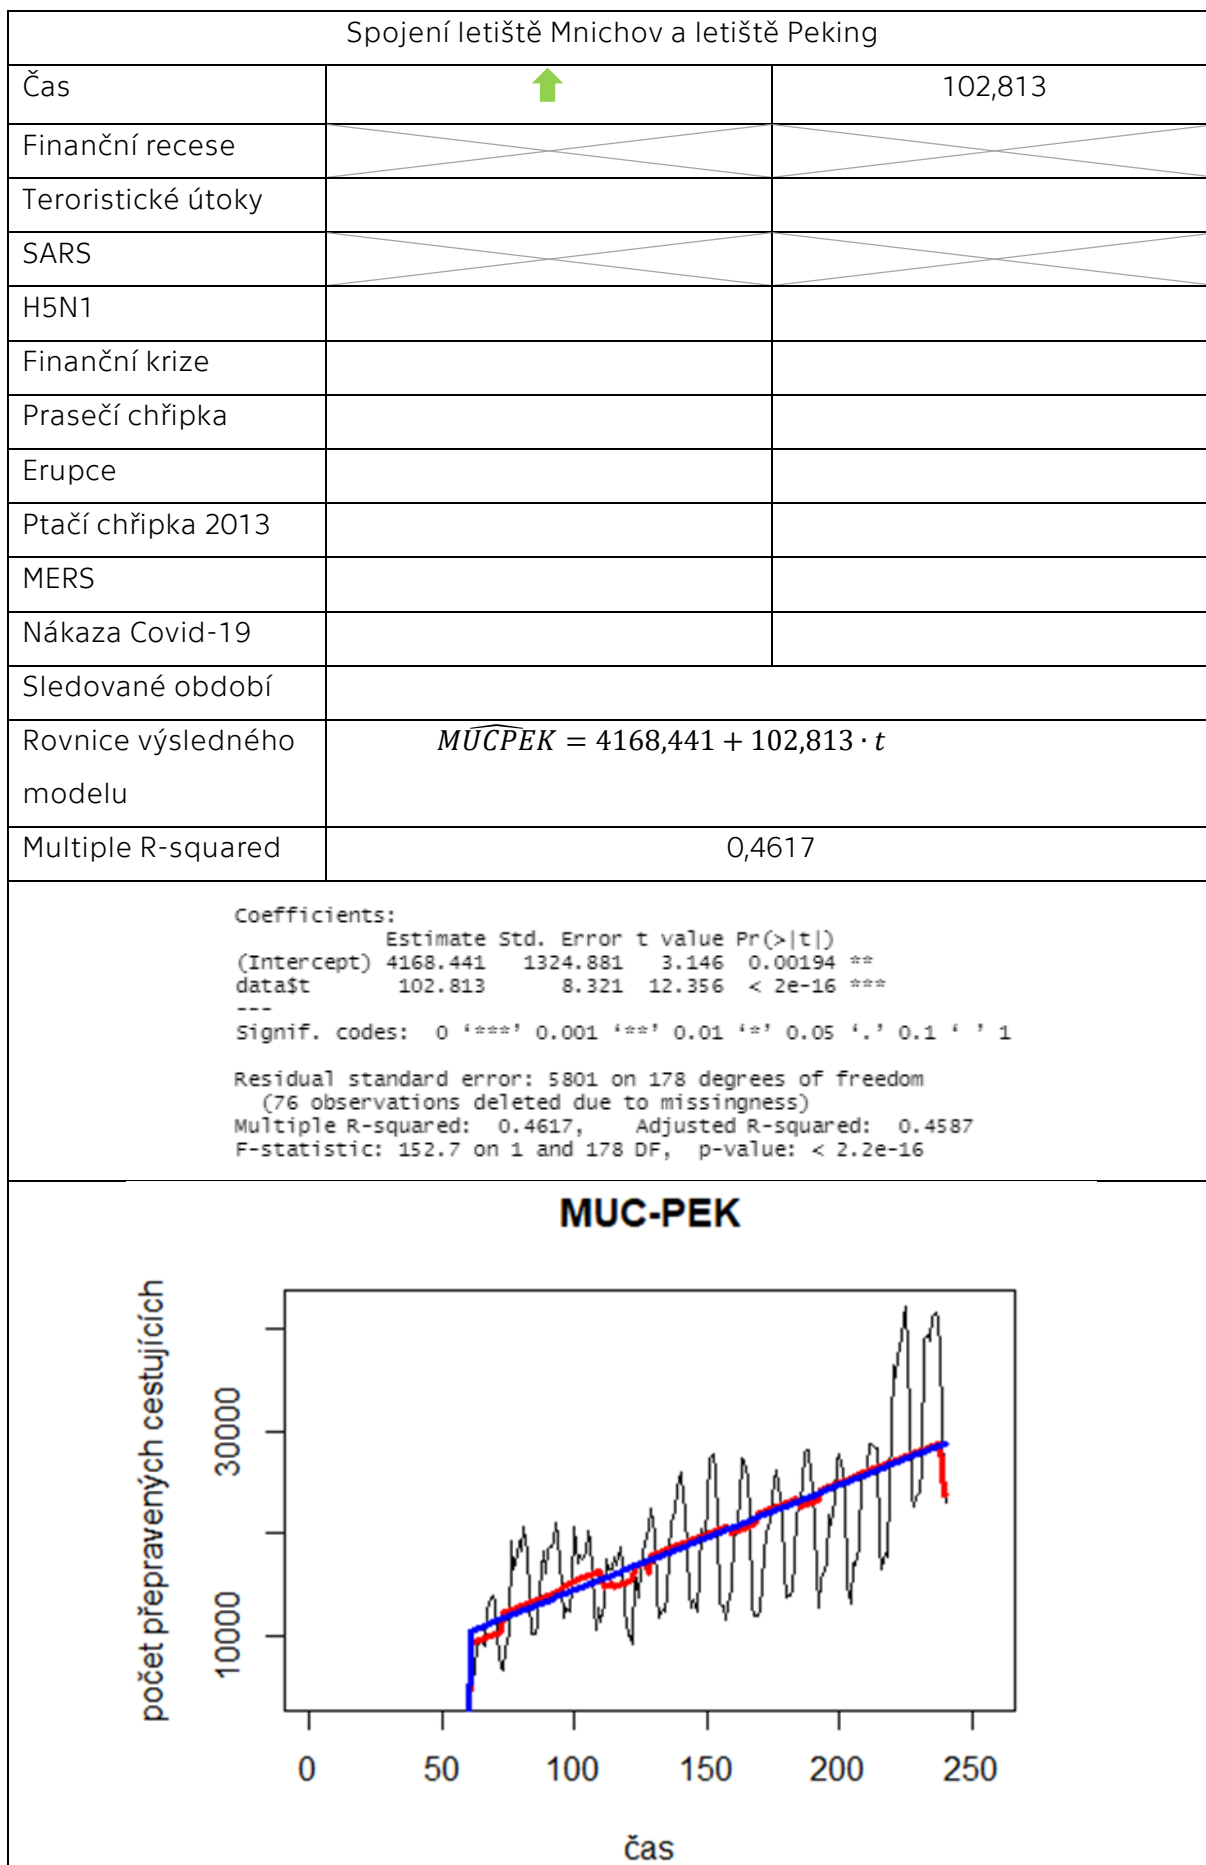 Spojení letiště Mnichov a letiště Peking
Čas 102,813
Finanční recese
Teroristické útoky
SARS
H5N1
Finanční krize
Prasečí chřipka
Erupce
Ptačí chřipka 2013
MERS
Nákaza Covid-19
Sledované období
Rovnice výsledného
modelu
\widehat{MUCPEK} = 4168,441 + 102,813 · t
Multiple R-squared 0,4617
Coefficients:
Estimate Std. Error t value Pr(>|t|)
(Intercept) 4168.441 1324.881 3.146 0.00194 **
data$t 102.813 8.321 12.356 < 2e-16 ***
---
Signif. codes: 0 ‘***’ 0.001 ‘**’ 0.01 ‘*’ 0.05 ‘.’ 0.1 ‘ ’ 1
Residual standard error: 5801 on 178 degrees of freedom
(76 observations deleted due to missingness)
Multiple R-squared: 0.4617, Adjusted R-squared: 0.4587
F-statistic: 152.7 on 1 and 178 DF, p-value: < 2.2e-16
MUC-PEK
počet přepravených cestujících
30000
10000
0 50 100 150 200 250
čas